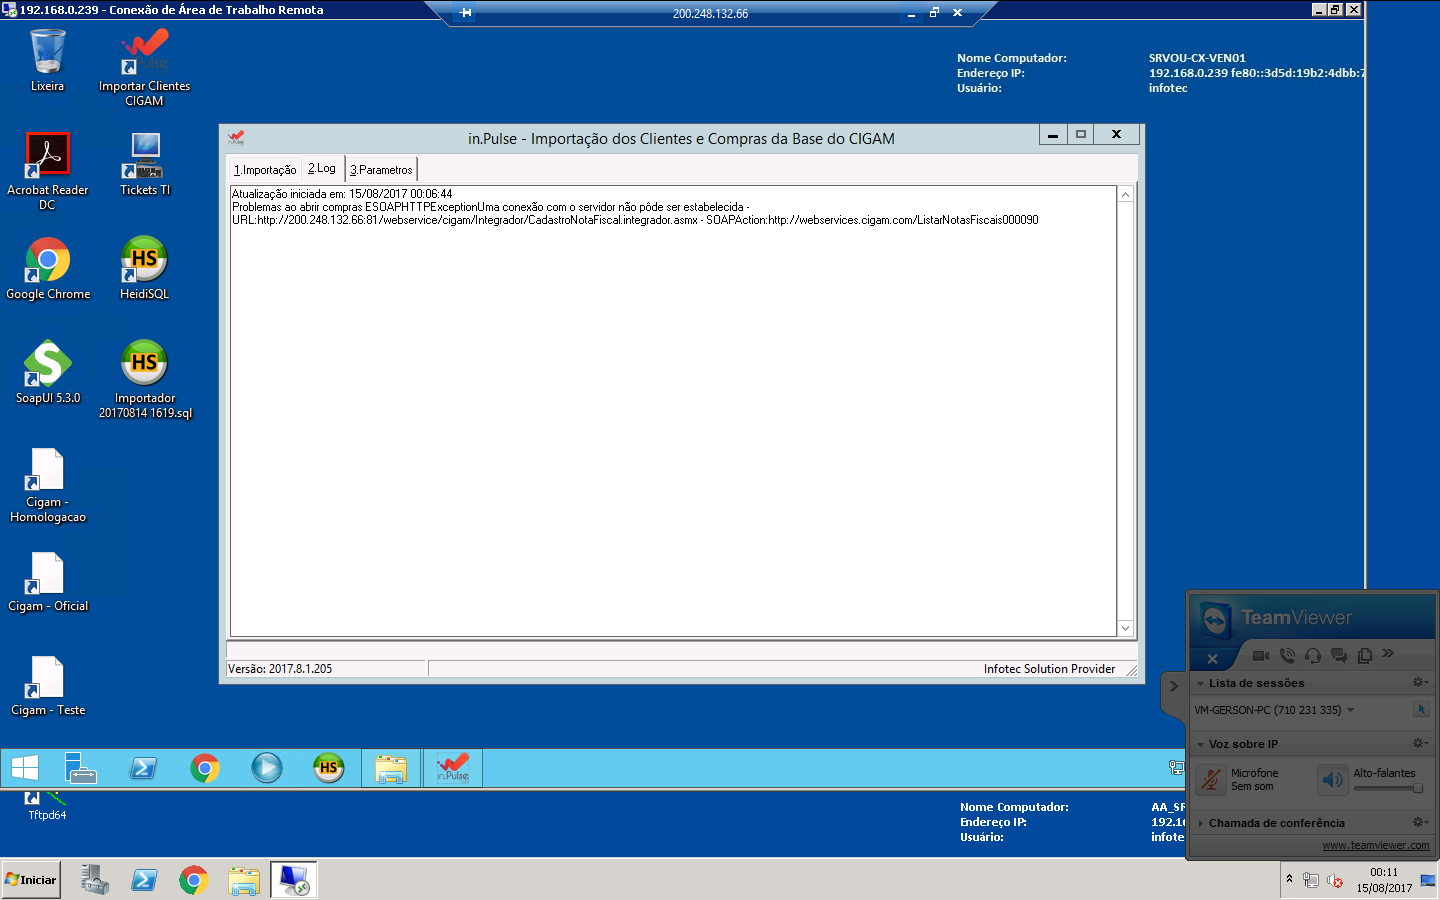 192.168.0.239 - Conexão de Área de Trabalho Remota
200.248.132.66
Nome Computador: SRVOU-CX-VEN01
Endereço IP: 192.168.0.239 fe80::3d5d:19b2:4dbb:7
Usuário: infotec
Lixeira
Importar Clientes
CIGAM
Acrobat Reader
DC
Tickets TI
Google Chrome
HeidiSQL
SoapUI 5.3.0
Importador
20170814 1619.sql
Cigam -
Homologacao
Cigam - Oficial
Cigam - Teste
in.Pulse - Importação dos Clientes e Compras da Base do CIGAM
1.Importação 2.Log 3.Parametros
Atualização iniciada em: 15/08/2017 00:06:44
Problemas ao abrir compras ESOAPHTTPExceptionUma conexão com o servidor não pôde ser estabelecida -
URL:http://200.248.132.66:81/webservice/cigam/Integrador/CadastroNotaFiscal.integrador.asmx - SOAPAction:http://webservices.cigam.com/ListarNotasFiscais000090
Versão: 2017.8.1.205
Infotec Solution Provider
TeamViewer
Lista de sessões
VM-GERSON-PC (710 231 335)
Voz sobre IP
Microfone
Sem som
Alto-falantes
Chamada de conferência
www.teamviewer.com
HS
in.Pulse
Tftpd64
Nome Computador: AA_SR
Endereço IP: 192.16
Usuário: infote
Iniciar
00:11
15/08/2017